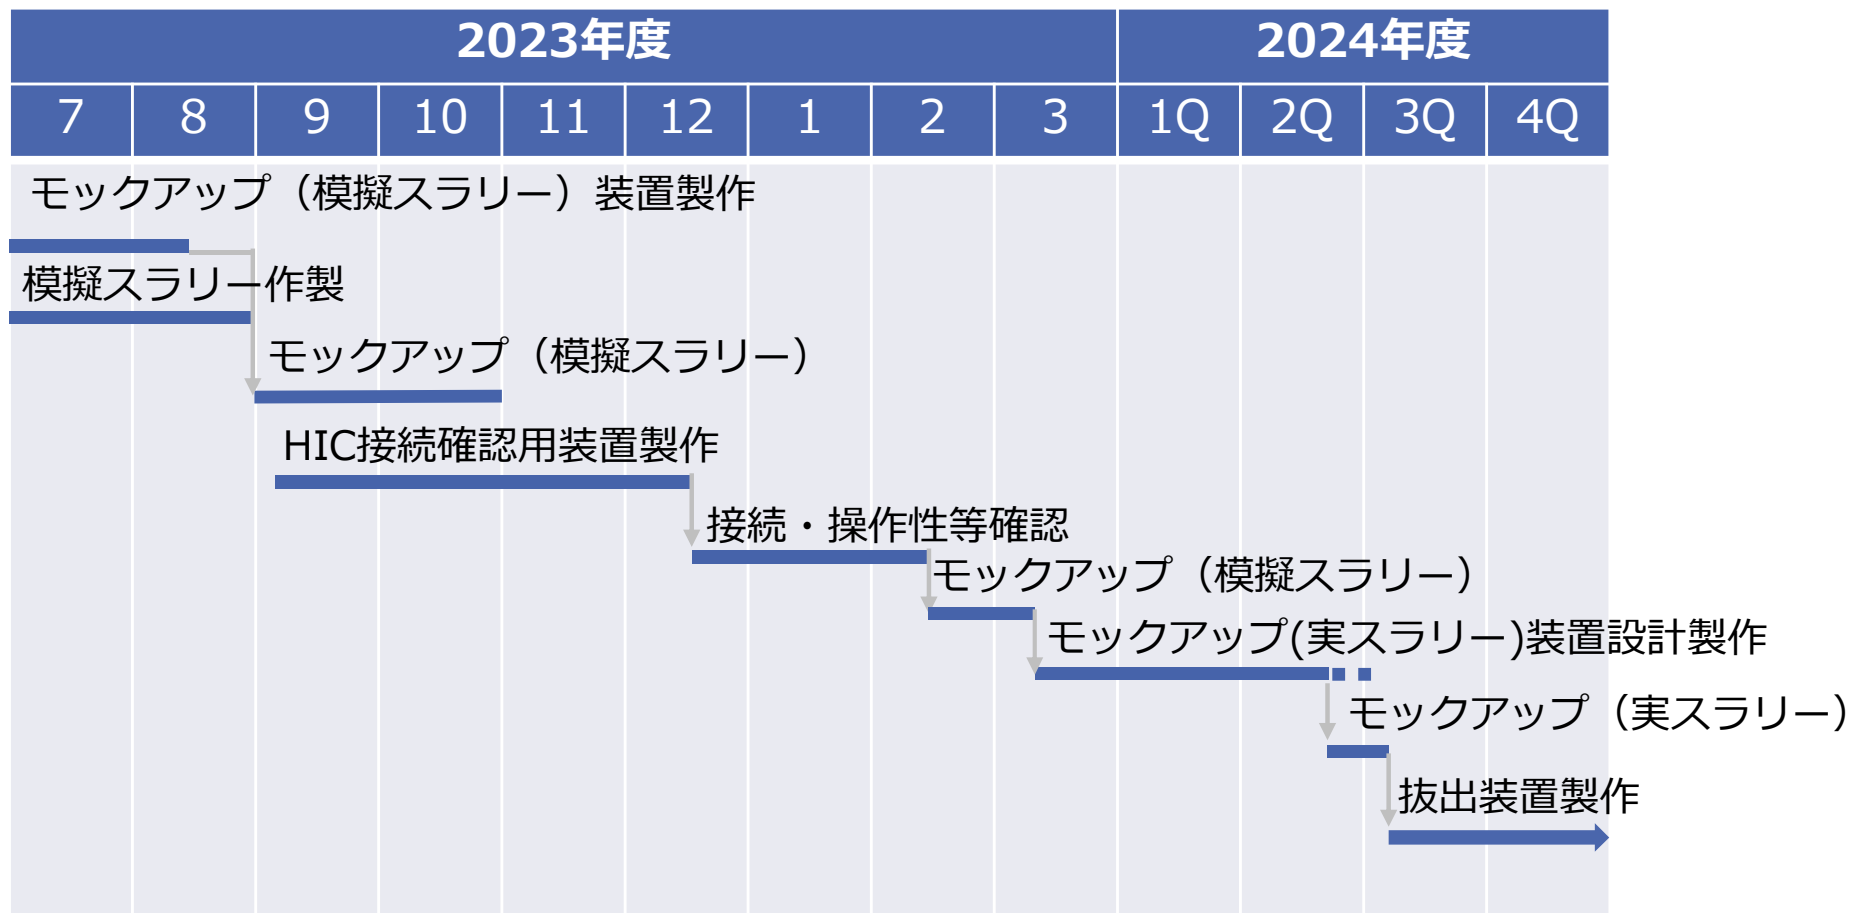 2023年度 2024年度
7 8 9 10 11 12 1 2 3 1Q 2Q 3Q 4Q
モックアップ（模擬スラリー）装置製作
模擬スラリー作製
モックアップ（模擬スラリー）
HIC接続確認用装置製作
接続・操作性等確認
モックアップ（模擬スラリー）
モックアップ(実スラリー)装置設計製作
モックアップ（実スラリー）
抜出装置製作